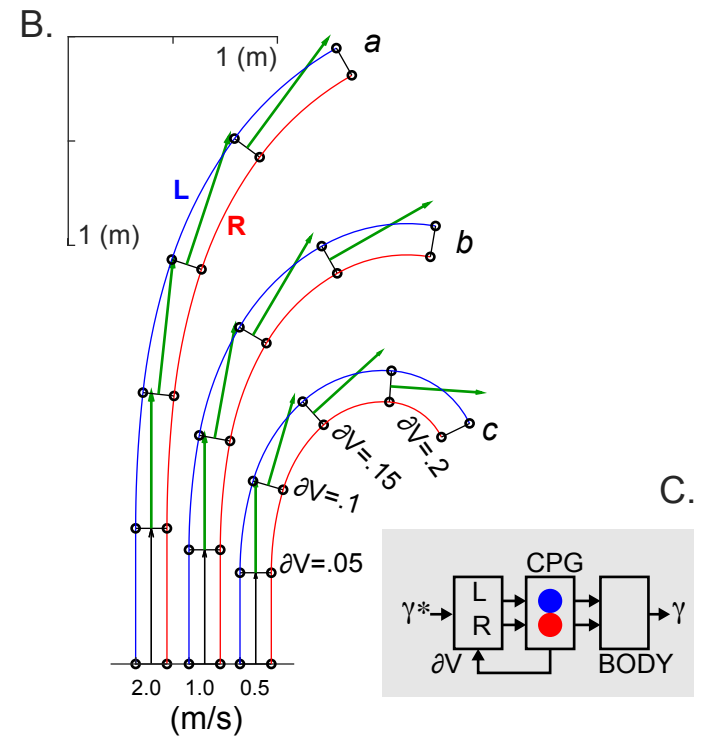 B.
1 (m)
a
L
R
1 (m)
b
c
∂V=.2
∂V=.15
∂V=.1
∂V=.05
2.0 1.0 0.5
(m/s)
C.
CPG
γ* L γ
R
∂V BODY